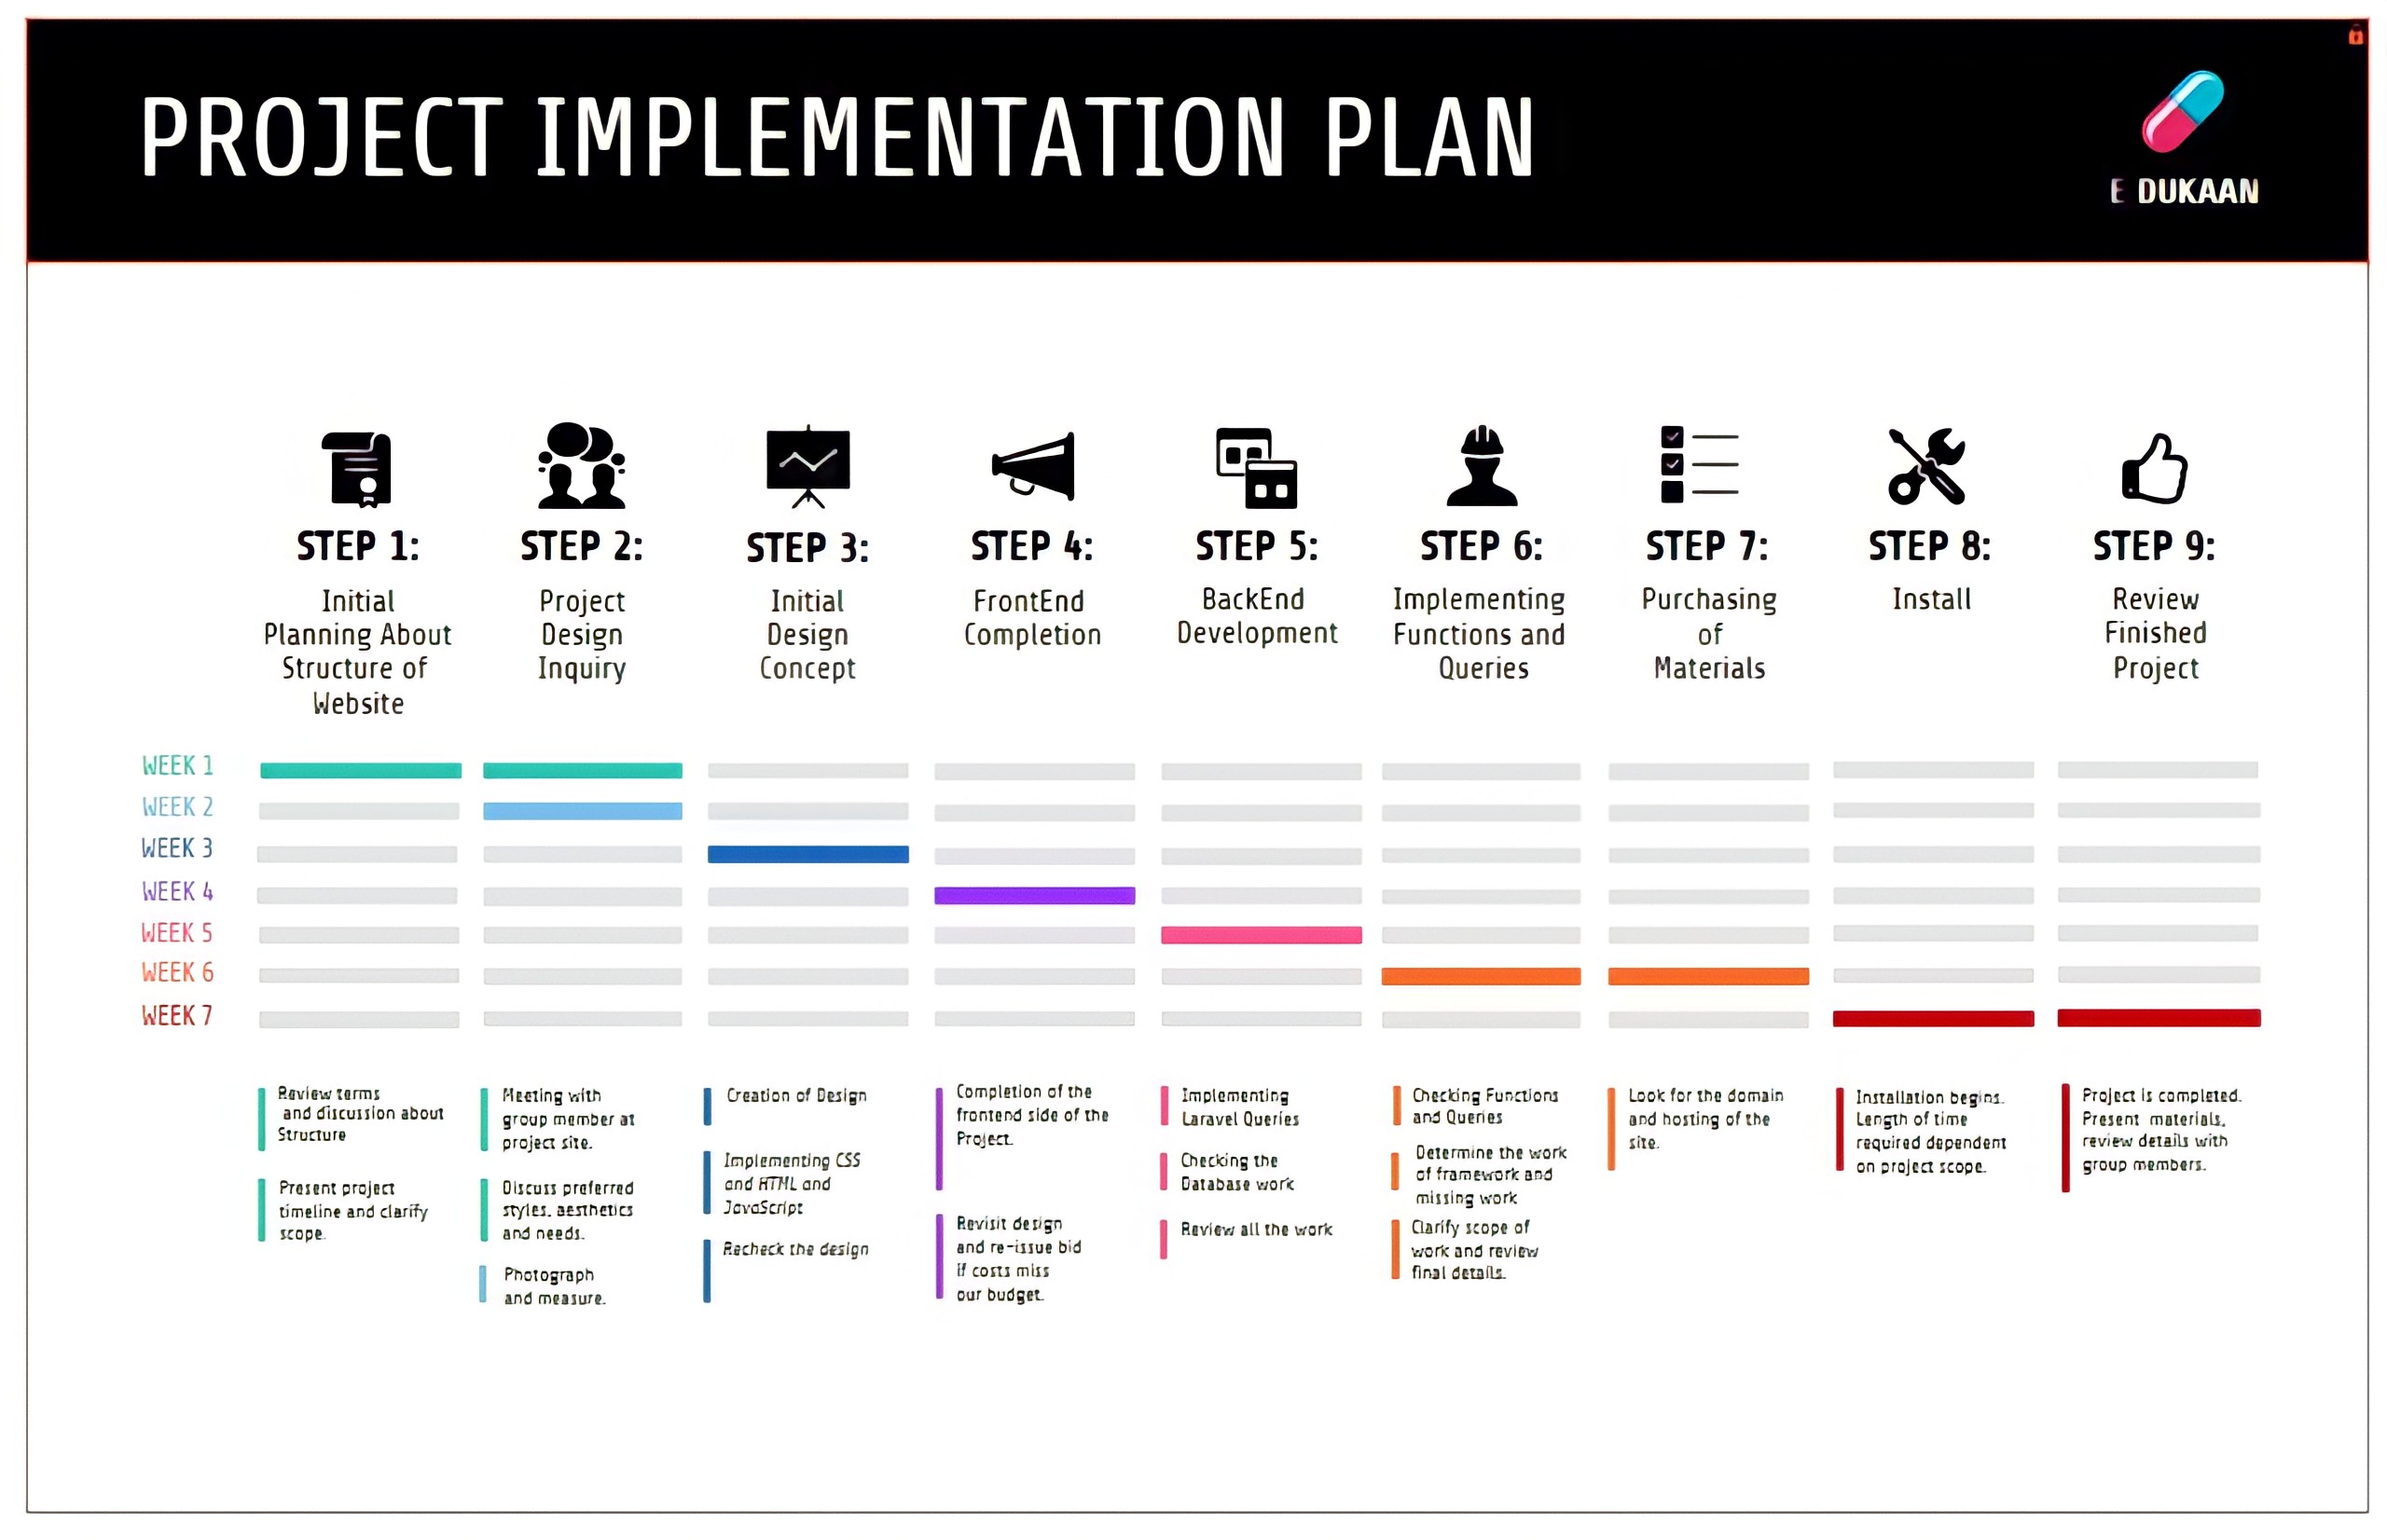 PROJECT IMPLEMENTATION PLAN
E DUKAAN
STEP 1:
Initial
Planning About
Structure of
Website
STEP 2:
Project
Design
Inquiry
STEP 3:
Initial
Design
Concept
STEP 4:
FrontEnd
Completion
STEP 5:
BackEnd
Development
STEP 6:
Implementing
Functions and
Queries
STEP 7:
Purchasing
of
Materials
STEP 8:
Install
STEP 9:
Review
Finished
Project
WEEK 1
WEEK 2
WEEK 3
WEEK 4
WEEK 5
WEEK 6
WEEK 7
Review terms
and discussion about
Structure
Present project
timeline and clarify
scope.
Meeting with
group member at
project site.
Discuss preferred
styles, aesthetics
and needs.
Photograph
and measure.
Creation of Design
Implementing CSS
and HTML and
JavaScript
Recheck the design
Completion of the
frontend side of the
Project.
Revisit design
and re-issue bid
if costs miss
our budget.
Implementing
Laravel Queries
Checking the
Database work
Review all the work
Checking Functions
and Queries
Determine the work
of framework and
missing work
Clarify scope of
work and review
final details.
Look for the domain
and hosting of the
site.
Installation begins.
Length of time
required dependent
on project scope.
Project is completed.
Present materials,
review details with
group members.